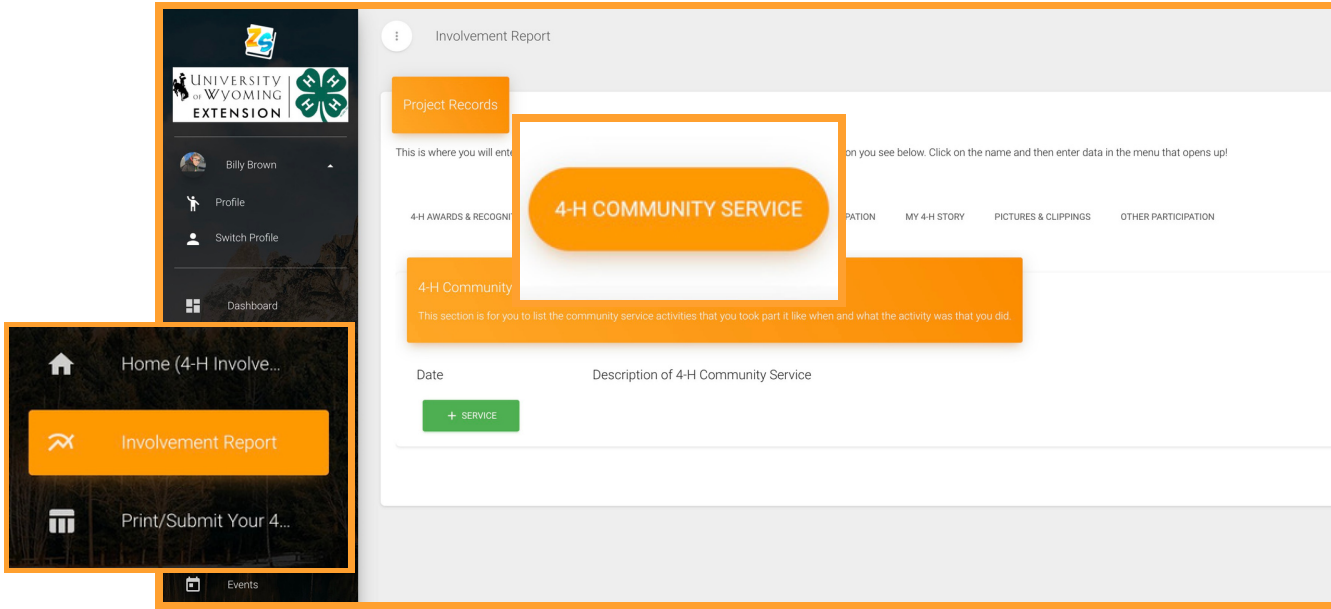 ZS
UNIVERSITY
OF WYOMING
EXTENSION
H H H H
Billy Brown
Profile
Switch Profile
Dashboard
Home (4-H Involve...
Involvement Report
Print/Submit Your 4...
Events
Involvement Report
Project Records
This is where you will ente
on you see below. Click on the name and then enter data in the menu that opens up!
4-H AWARDS & RECOGNIT
4-H COMMUNITY SERVICE
PATION
MY 4-H STORY
PICTURES & CLIPPINGS
OTHER PARTICIPATION
4-H Community
This section is for you to list the community service activities that you took part it like when and what the activity was that you did.
Date
Description of 4-H Community Service
+ SERVICE